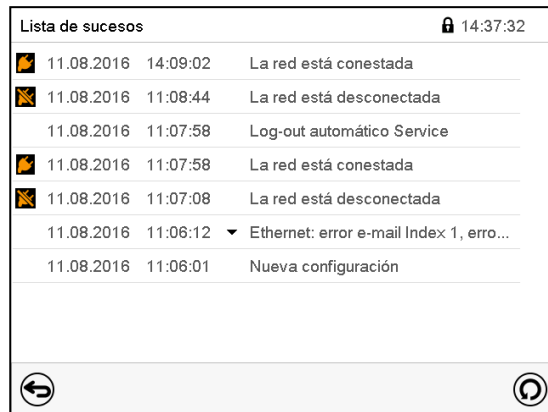 Lista de sucesos 14:37:32
11.08.2016 14:09:02 La red está conestada
11.08.2016 11:08:44 La red está desconectada
11.08.2016 11:07:58 Log-out automático Service
11.08.2016 11:07:58 La red está conestada
11.08.2016 11:07:08 La red está desconectada
11.08.2016 11:06:12 Ethernet: error e-mail Index 1, erro...
11.08.2016 11:06:01 Nueva configuración